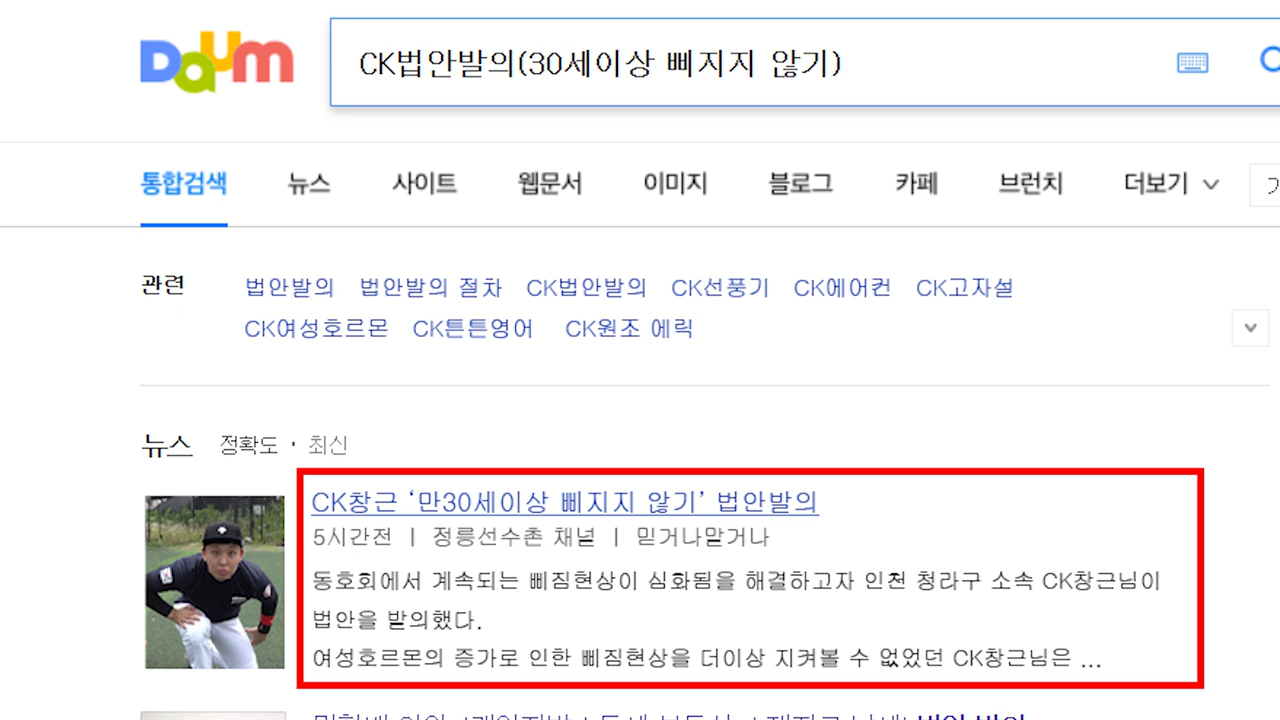 Daum
CK법안발의(30세이상 삐지지 않기)
통합검색 뉴스 사이트 웹문서 이미지 블로그 카페 브런치 더보기
관련 법안발의 법안발의 절차 CK법안발의 CK선풍기 CK에어컨 CK고자설
CK여성호르몬 CK튼튼영어 CK원조 에릭
뉴스 정확도 · 최신
CK창근 ‘만30세이상 삐지지 않기’ 법안발의
5시간전 | 정릉선수촌 채널 | 믿거나말거나
동호회에서 계속되는 삐짐현상이 심화됨을 해결하고자 인천 청라구 소속 CK창근님이
법안을 발의했다.
여성호르몬의 증가로 인한 삐짐현상을 더이상 지켜볼 수 없었던 CK창근님은 ...